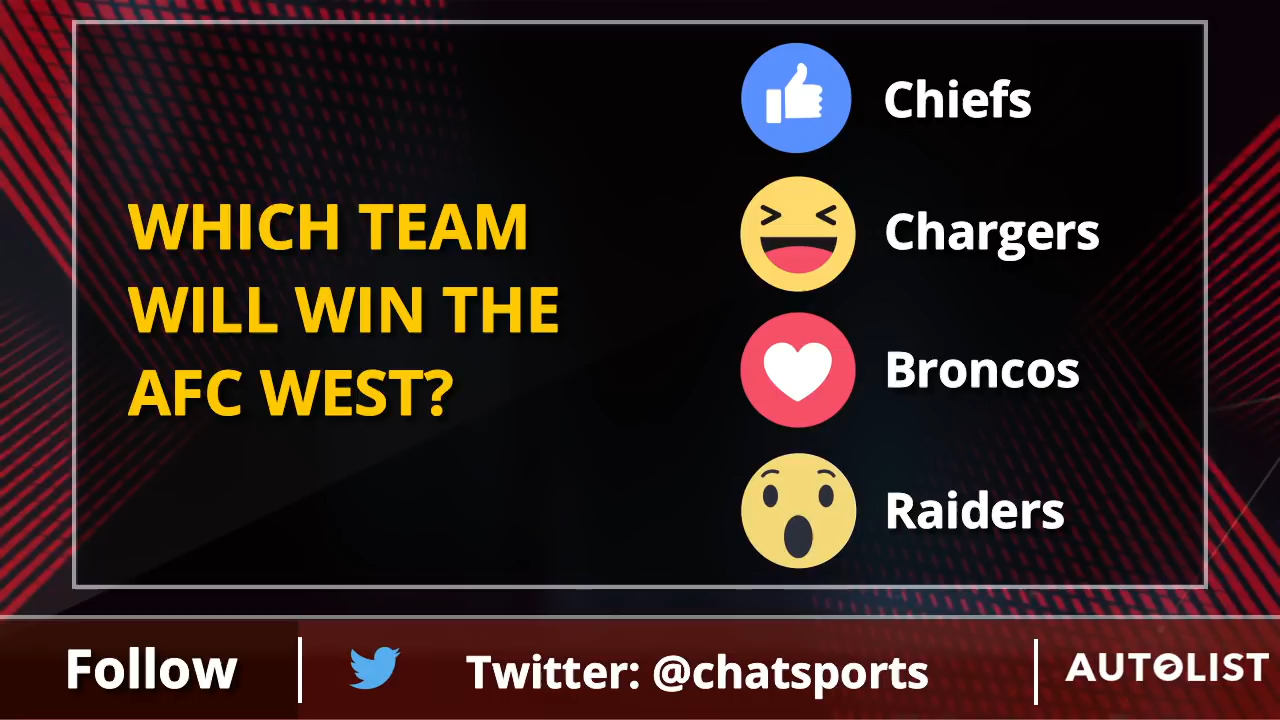 WHICH TEAM
WILL WIN THE
AFC WEST?
Chiefs
Chargers
Broncos
Raiders
Follow
Twitter: @chatsports
AUTOLIST